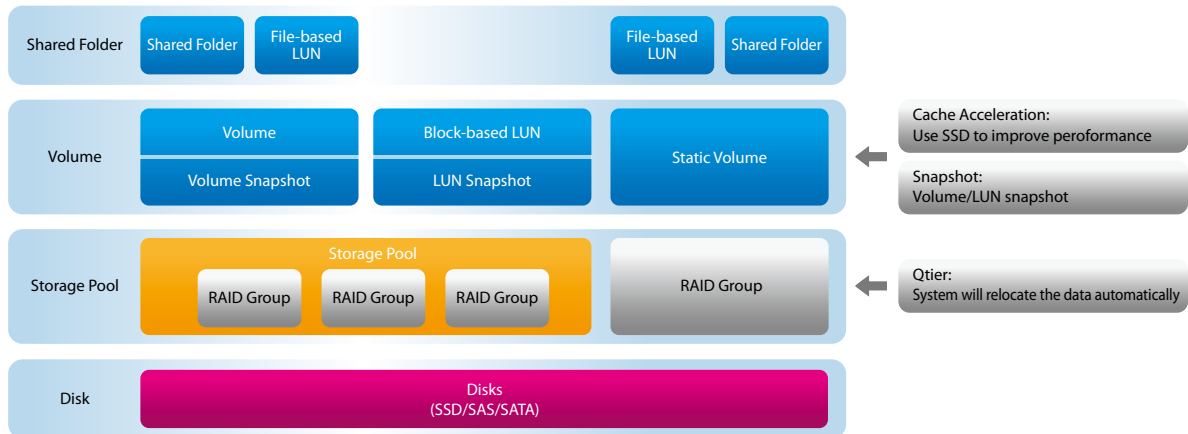 Shared Folder
Shared Folder
File-based
LUN
File-based
LUN
Shared Folder
Volume
Volume
Volume Snapshot
Block-based LUN
LUN Snapshot
Static Volume
Cache Acceleration:
Use SSD to improve peroformance
Snapshot:
Volume/LUN snapshot
Storage Pool
Storage Pool
RAID Group
RAID Group
RAID Group
RAID Group
Qtier:
System will relocate the data automatically
Disk
Disks
(SSD/SAS/SATA)